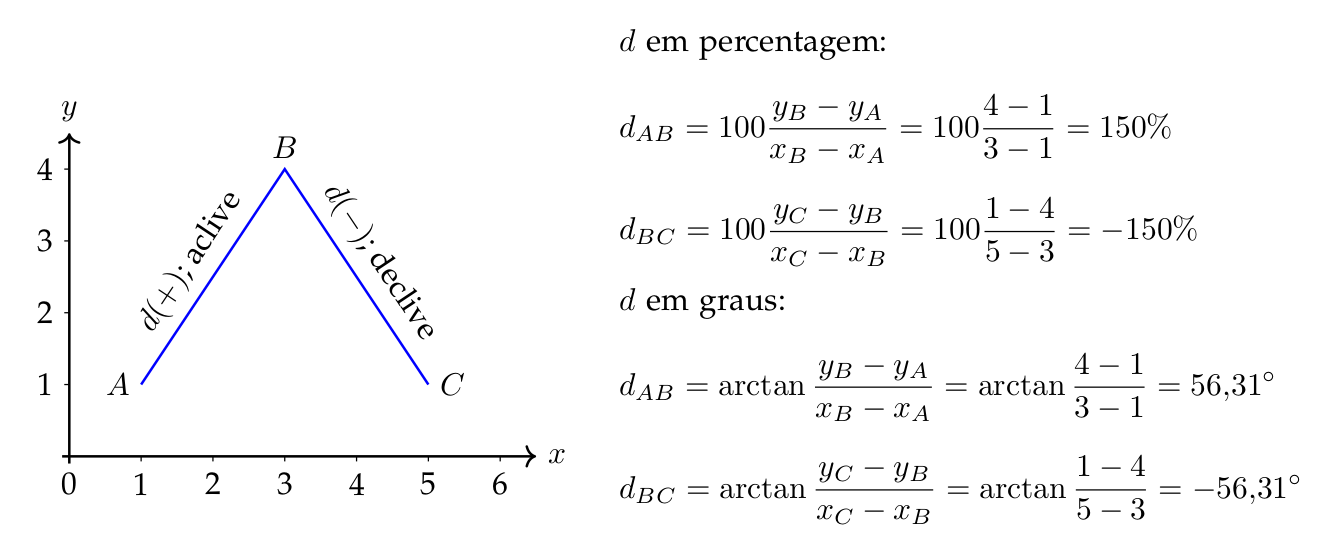 y
4
3
2
1
0 1 2 3 4 5 6
x
A
B
C
d(+); aclive
d(−); declive
d em percentagem:
d_{AB} = 100\frac{y_B − y_A}{x_B − x_A} = 100\frac{4 − 1}{3 − 1} = 150%
d_{BC} = 100\frac{y_C − y_B}{x_C − x_B} = 100\frac{1 − 4}{5 − 3} = −150%
d em graus:
d_{AB} = arctan \frac{y_B − y_A}{x_B − x_A} = arctan \frac{4 − 1}{3 − 1} = 56,31°
d_{BC} = arctan \frac{y_C − y_B}{x_C − x_B} = arctan \frac{1 − 4}{5 − 3} = −56,31°